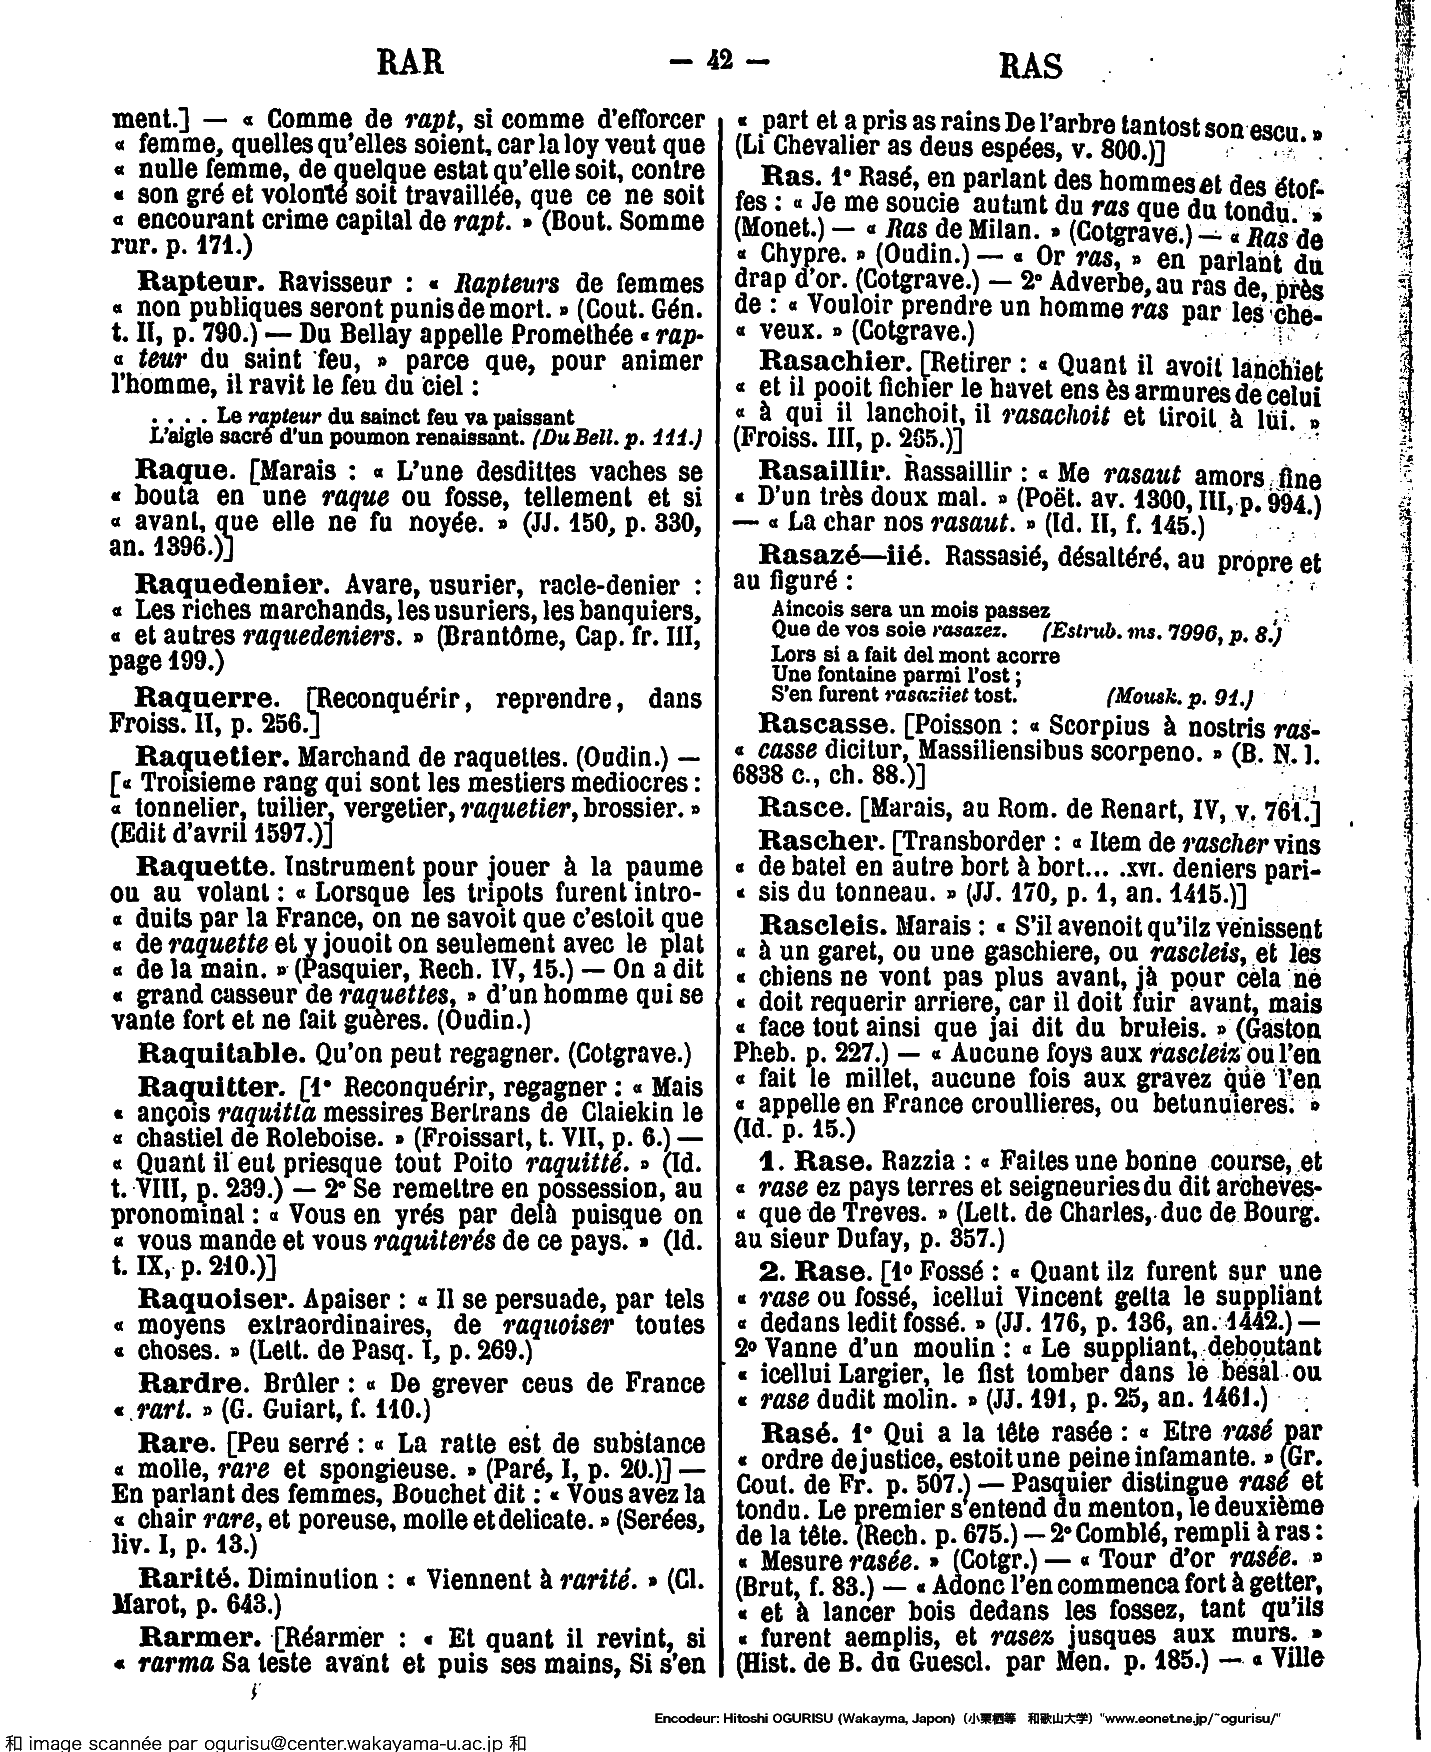 RAR
— 42 —
RAS
ment.] — « Comme de rapt, si comme d'efforcer
« femme, quelles qu'elles soient, car la loy veut que
« nulle femme, de quelque estat qu'elle soit, contre
« son gré et volonté soit travaillée, que ce ne soit
« encourant crime capital de rapt. » (Bout. Somme
rur. p. 171.)
Rapteur. Ravisseur : « Rapteurs de femmes
« non publiques seront punis de mort. » (Cout. Gén.
t. II, p. 790.) — Du Bellay appelle Promethée « rap-
« teur du saint feu, » parce que, pour animer
l'homme, il ravit le feu du ciel :
. . . . Le rapteur du sainct feu va paissant
L'aigle sacré d'un poumon renaissant. (Du Bell. p. 111.)
Raque. [Marais : « L'une desdittes vaches se
« bouta en une raque ou fosse, tellement et si
« avant, que elle ne fu noyée. » (JJ. 150, p. 330,
an. 1396.)]
Raquedenier. Avare, usurier, racle-denier :
« Les riches marchands, les usuriers, les banquiers,
« et autres raquedeniers. » (Brantôme, Cap. fr. III,
page 199.)
Raquerre. [Reconquérir, reprendre, dans
Froiss. II, p. 256.]
Raquetier. Marchand de raquettes. (Oudin.) —
[« Troisieme rang qui sont les mestiers mediocres :
« tonnelier, tuilier, vergetier, raquetier, brossier. »
(Edit d'avril 1597.)]
Raquette. Instrument pour jouer à la paume
ou au volant : « Lorsque les tripots furent intro-
« duits par la France, on ne savoit que c'estoit que
« de raquette et y jouoit on seulement avec le plat
« de la main. » (Pasquier, Rech. IV, 15.) — On a dit
« grand casseur de raquettes, » d'un homme qui se
vante fort et ne fait guères. (Oudin.)
Raquitable. Qu'on peut regagner. (Cotgrave.)
Raquitter. [1° Reconquérir, regagner : « Mais
« ançois raquitta messires Bertrans de Claiekin le
« chastiel de Roleboise. » (Froissart, t. VII, p. 6.) —
« Quant il eut priesque tout Poito raquitté. » (Id.
t. VIII, p. 239.) — 2° Se remettre en possession, au
pronominal : « Vous en yrés par delà puisque on
« vous mande et vous raquiterés de ce pays. » (Id.
t. IX, p. 210.)]
Raquoiser. Apaiser : « Il se persuade, par tels
« moyens extraordinaires, de raquoiser toutes
« choses. » (Lett. de Pasq. I, p. 269.)
Rardre. Brûler : « De grever ceus de France
« rart. » (G. Guiart, f. 110.)
Rare. [Peu serré : « La ratte est de substance
« molle, rare et spongieuse. » (Paré, I, p. 20.)] —
En parlant des femmes, Bouchet dit : « Vous avez la
« chair rare, et poreuse, molle et delicate. » (Serées,
liv. I, p. 13.)
Rarité. Diminution : « Viennent à rarité. » (Cl.
Marot, p. 643.)
Rarmer. [Réarmer : « Et quant il revint, si
« rarma Sa teste avant et puis ses mains, Si s'en
« part et a pris as rains De l'arbre tantost son escu. »
(Li Chevalier as deus espées, v. 800.)]
Ras. 1° Rasé, en parlant des hommes et des étof-
fes : « Je me soucie autant du ras que du tondu. »
(Monet.) — « Ras de Milan. » (Cotgrave.) — « Ras de
« Chypre. » (Oudin.) — « Or ras, » en parlant du
drap d'or. (Cotgrave.) — 2° Adverbe, au ras de, près
de : « Vouloir prendre un homme ras par les che-
« veux. » (Cotgrave.)
Rasachier. [Retirer : « Quant il avoit lanchiet
« et il pooit fichier le havet ens ès armures de celui
« à qui il lanchoit, il rasachoit et tiroit à lui. »
(Froiss. III, p. 265.)]
Rasaillir. Rassaillir : « Me rasaut amors fine
« D'un très doux mal. » (Poët. av. 1300, III, p. 994.)
— « La char nos rasaut. » (Id. II, f. 145.)
Rasazé—iié. Rassasié, désaltéré, au propre et
au figuré :
Aincois sera un mois passez
Que de vos soie rasazez. (Estrub. ms. 7996, p. 8.)
Lors si a fait del mont acorre
Une fontaine parmi l'ost ;
S'en furent rasaziiet tost. (Mousk. p. 91.)
Rascasse. [Poisson : « Scorpius à nostris ras-
« casse dicitur, Massiliensibus scorpeno. » (B. N. l.
6838 c., ch. 88.)]
Rasce. [Marais, au Rom. de Renart, IV, v. 761.]
Rascher. [Transborder : « Item de rascher vins
« de batel en autre bort à bort... .xvi. deniers pari-
« sis du tonneau. » (JJ. 170, p. 1, an. 1415.)]
Rascleis. Marais : « S'il avenoit qu'ilz venissent
« à un garet, ou une gaschiere, ou rascleis, et les
« chiens ne vont pas plus avant, jà pour cela ne
« doit requerir arriere, car il doit fuir avant, mais
« face tout ainsi que jai dit du bruleis. » (Gaston
Pheb. p. 227.) — « Aucune foys aux rascleiz ou l'en
« fait le millet, aucune fois aux gravez que l'en
« appelle en France croullieres, ou betunuieres. »
(Id. p. 15.)
1. Rase. Razzia : « Faites une bonne course, et
« rase ez pays terres et seigneuries du dit archeves-
« que de Treves. » (Lett. de Charles, duc de Bourg.
au sieur Dufay, p. 357.)
2. Rase. [1° Fossé : « Quant ilz furent sur une
« rase ou fossé, icellui Vincent getta le suppliant
« dedans ledit fossé. » (JJ. 176, p. 136, an. 1442.) —
2° Vanne d'un moulin : « Le suppliant, deboutant
« icellui Largier, le fist tomber dans le besal ou
« rase dudit molin. » (JJ. 191, p. 25, an. 1461.)
Rasé. 1° Qui a la tête rasée : « Etre rasé par
« ordre de justice, estoit une peine infamante. » (Gr.
Cout. de Fr. p. 507.) — Pasquier distingue rasé et
tondu. Le premier s'entend du menton, le deuxième
de la tête. (Rech. p. 675.) — 2° Comblé, rempli à ras :
« Mesure rasée. » (Cotgr.) — « Tour d'or rasée. »
(Brut, f. 83.) — « Adonc l'en commenca fort à getter,
« et à lancer bois dedans les fossez, tant qu'ils
« furent aemplis, et rasez jusques aux murs. »
(Hist. de B. du Guescl. par Men. p. 185.) — « Ville
Encodeur: Hitoshi OGURISU (Wakayma, Japon) (小栗栖等 和歌山大学) "www.eonet.ne.jp/~ogurisu/"
和 image scannée par ogurisu@center.wakayama-u.ac.jp 和